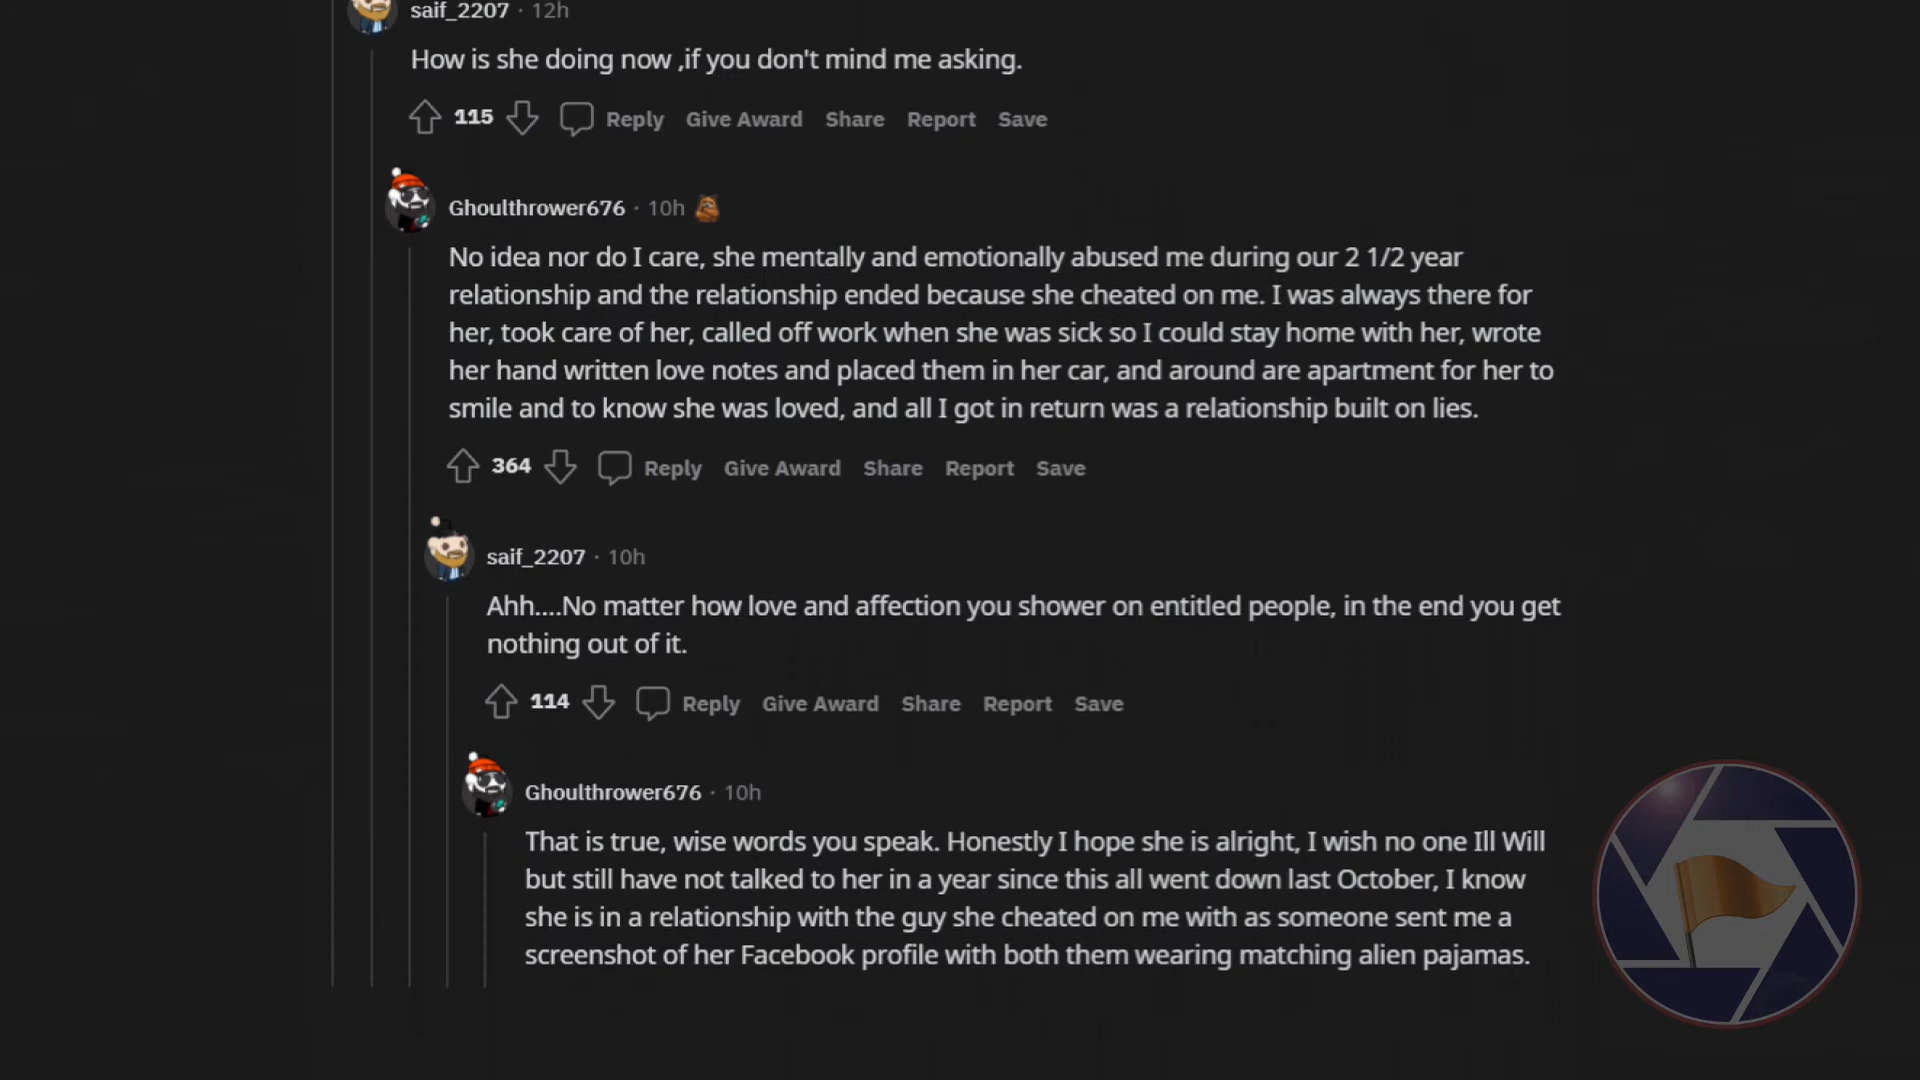 saif_2207 · 12h
How is she doing now ,if you don't mind me asking.
115 Reply Give Award Share Report Save
Ghoulthrower676 · 10h
No idea nor do I care, she mentally and emotionally abused me during our 2 1/2 year
relationship and the relationship ended because she cheated on me. I was always there for
her, took care of her, called off work when she was sick so I could stay home with her, wrote
her hand written love notes and placed them in her car, and around are apartment for her to
smile and to know she was loved, and all I got in return was a relationship built on lies.
364 Reply Give Award Share Report Save
saif_2207 · 10h
Ahh....No matter how love and affection you shower on entitled people, in the end you get
nothing out of it.
114 Reply Give Award Share Report Save
Ghoulthrower676 · 10h
That is true, wise words you speak. Honestly I hope she is alright, I wish no one Ill Will
but still have not talked to her in a year since this all went down last October, I know
she is in a relationship with the guy she cheated on me with as someone sent me a
screenshot of her Facebook profile with both them wearing matching alien pajamas.